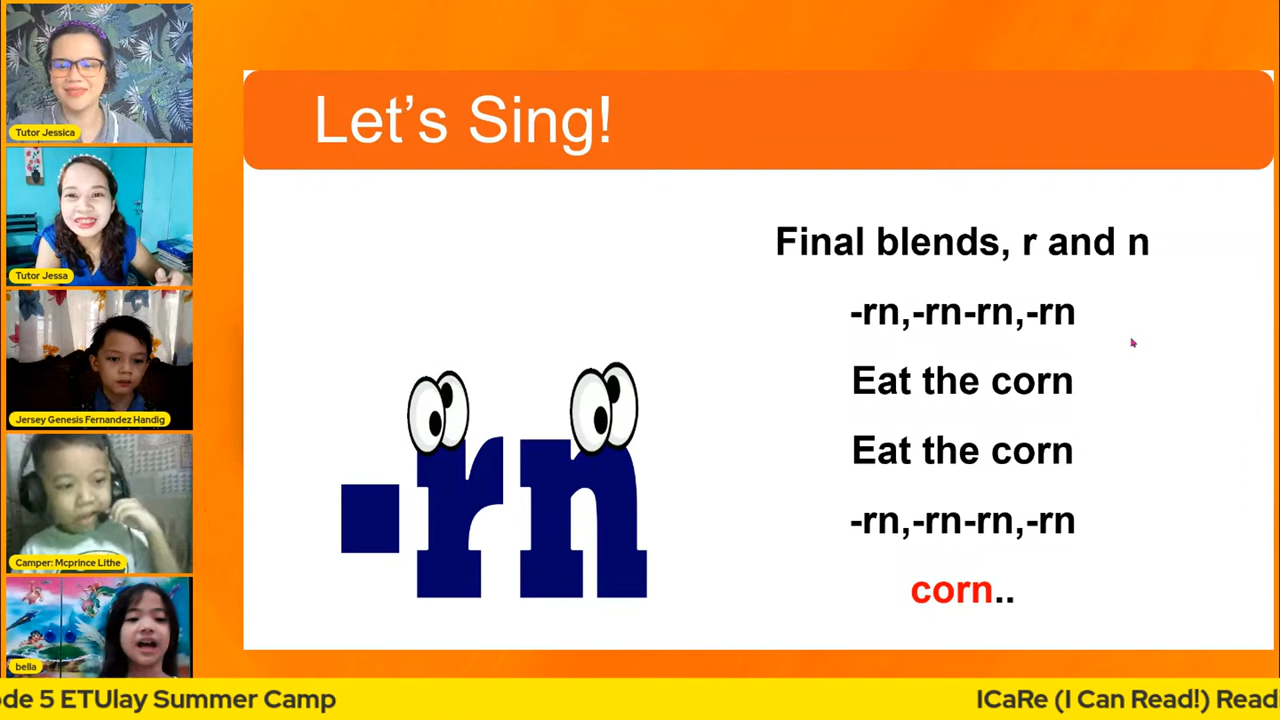 Tutor Jessica
Tutor Jessa
Jersey Genesis Fernandez Handig
Camper: Mcprince Lithe
bella
Let's Sing!
-rn
Final blends, r and n
-rn,-rn-rn,-rn
Eat the corn
Eat the corn
-rn,-rn-rn,-rn
corn..
de 5 ETUlay Summer Camp
ICaRe (I Can Read!) Read